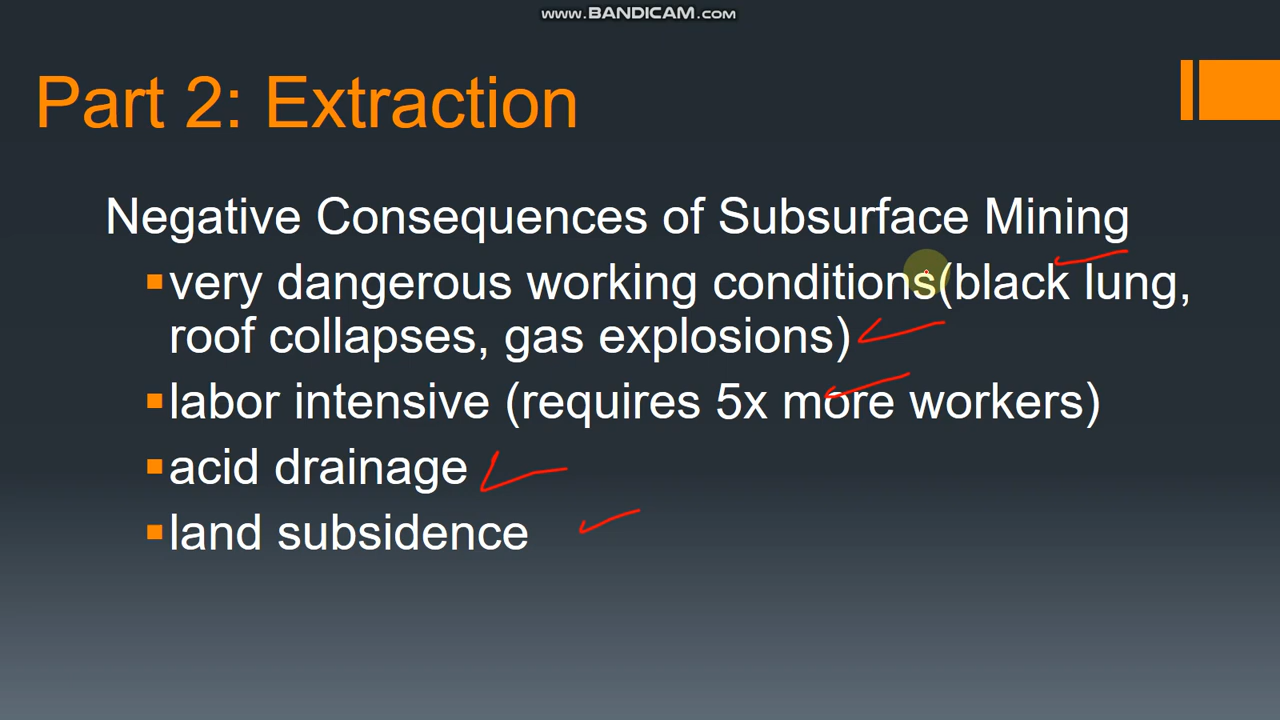 www.BANDICAM.com
Part 2: Extraction
Negative Consequences of Subsurface Mining
very dangerous working conditions(black lung,
roof collapses, gas explosions)
labor intensive (requires 5x more workers)
acid drainage
land subsidence